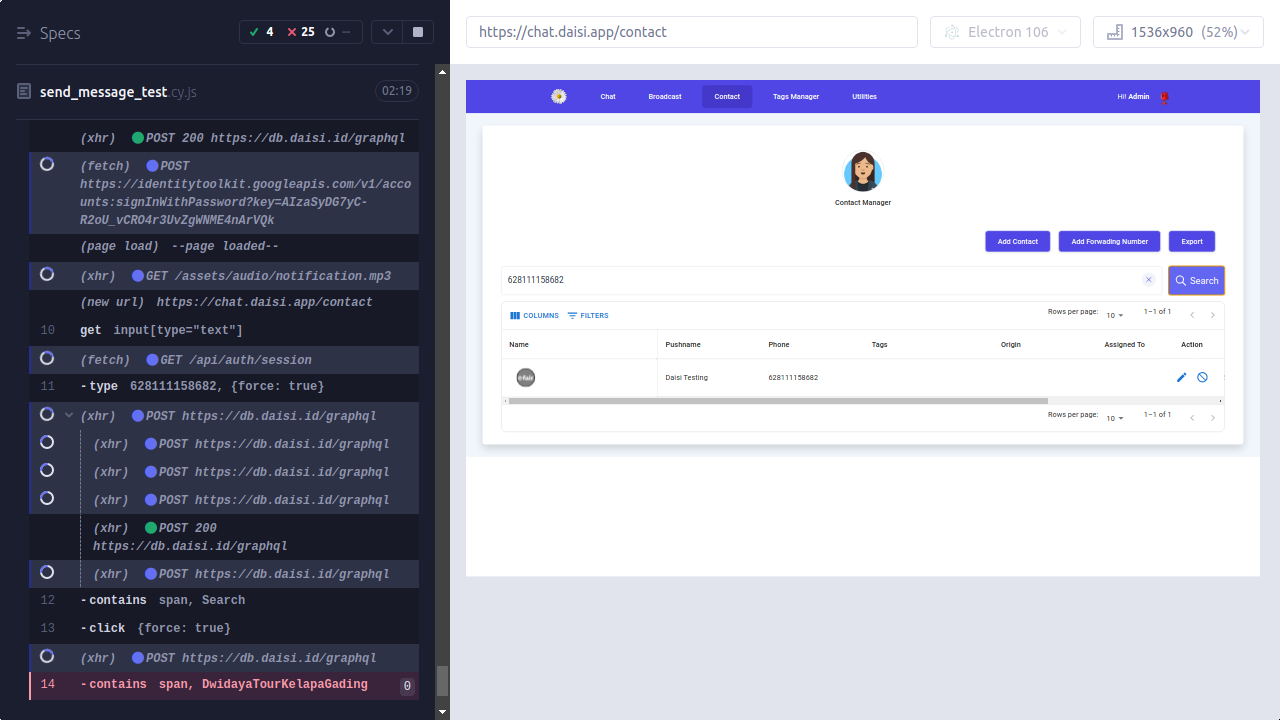 Specs
4
25
--
send_message_test.cy.js
02:19
(xhr) POST 200 https://db.daisi.id/graphql
(fetch) POST
https://identitytoolkit.googleapis.com/v1/acco
unts:signInWithPassword?key=AIzaSyDG7yC-
R2oU_vCRO4r3UvZgWNME4nArVQk
(page load) --page loaded--
(xhr) GET /assets/audio/notification.mp3
(new url) https://chat.daisi.app/contact
10 get input[type="text"]
(fetch) GET /api/auth/session
11 -type 628111158682, {force: true}
(xhr) POST https://db.daisi.id/graphql
(xhr) POST https://db.daisi.id/graphql
(xhr) POST https://db.daisi.id/graphql
(xhr) POST https://db.daisi.id/graphql
(xhr) POST 200
https://db.daisi.id/graphql
(xhr) POST https://db.daisi.id/graphql
12 -contains span, Search
13 -click {force: true}
(xhr) POST https://db.daisi.id/graphql
14 -contains span, DwidayaTourKelapaGading 0
https://chat.daisi.app/contact
Electron 106
1536x960 (52%)
Chat Broadcast Contact Tags Manager Utilities Hi! Admin
Contact Manager
Add Contact Add Forwading Number Export
628111158682
Search
COLUMNS FILTERS Rows per page: 10 1–1 of 1
Name Pushname Phone Tags Origin Assigned To Action
Daisi Testing 628111158682
Rows per page: 10 1–1 of 1